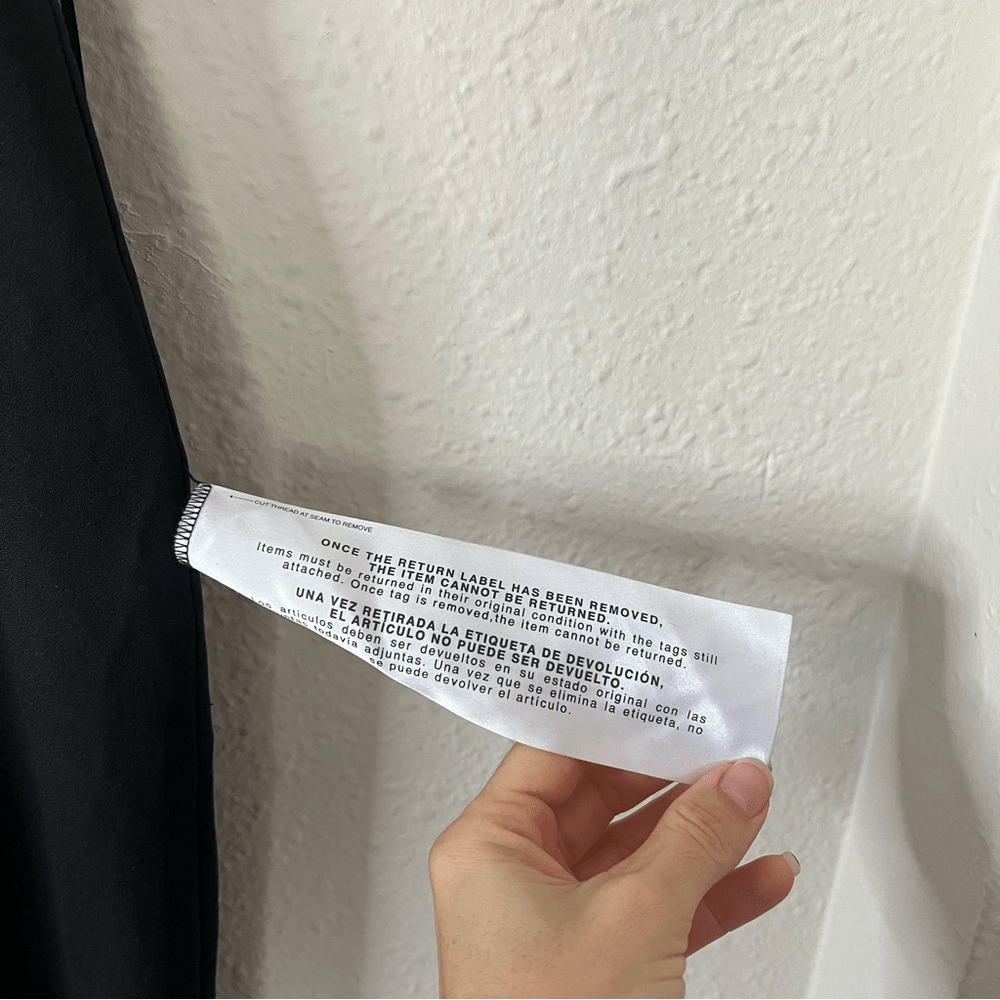 CUT THREAD AT SEAM TO REMOVE
ONCE THE RETURN LABEL HAS BEEN REMOVED,
THE ITEM CANNOT BE RETURNED.
Items must be returned in their original condition with the tags still
attached. Once tag is removed,the item cannot be returned.
UNA VEZ RETIRADA LA ETIQUETA DE DEVOLUCIÓN,
EL ARTÍCULO NO PUEDE SER DEVUELTO.
artículos deben ser devueltos en su estado original con las
todavía adjuntas. Una vez que se elimina la etiqueta, no
se puede devolver el artículo.